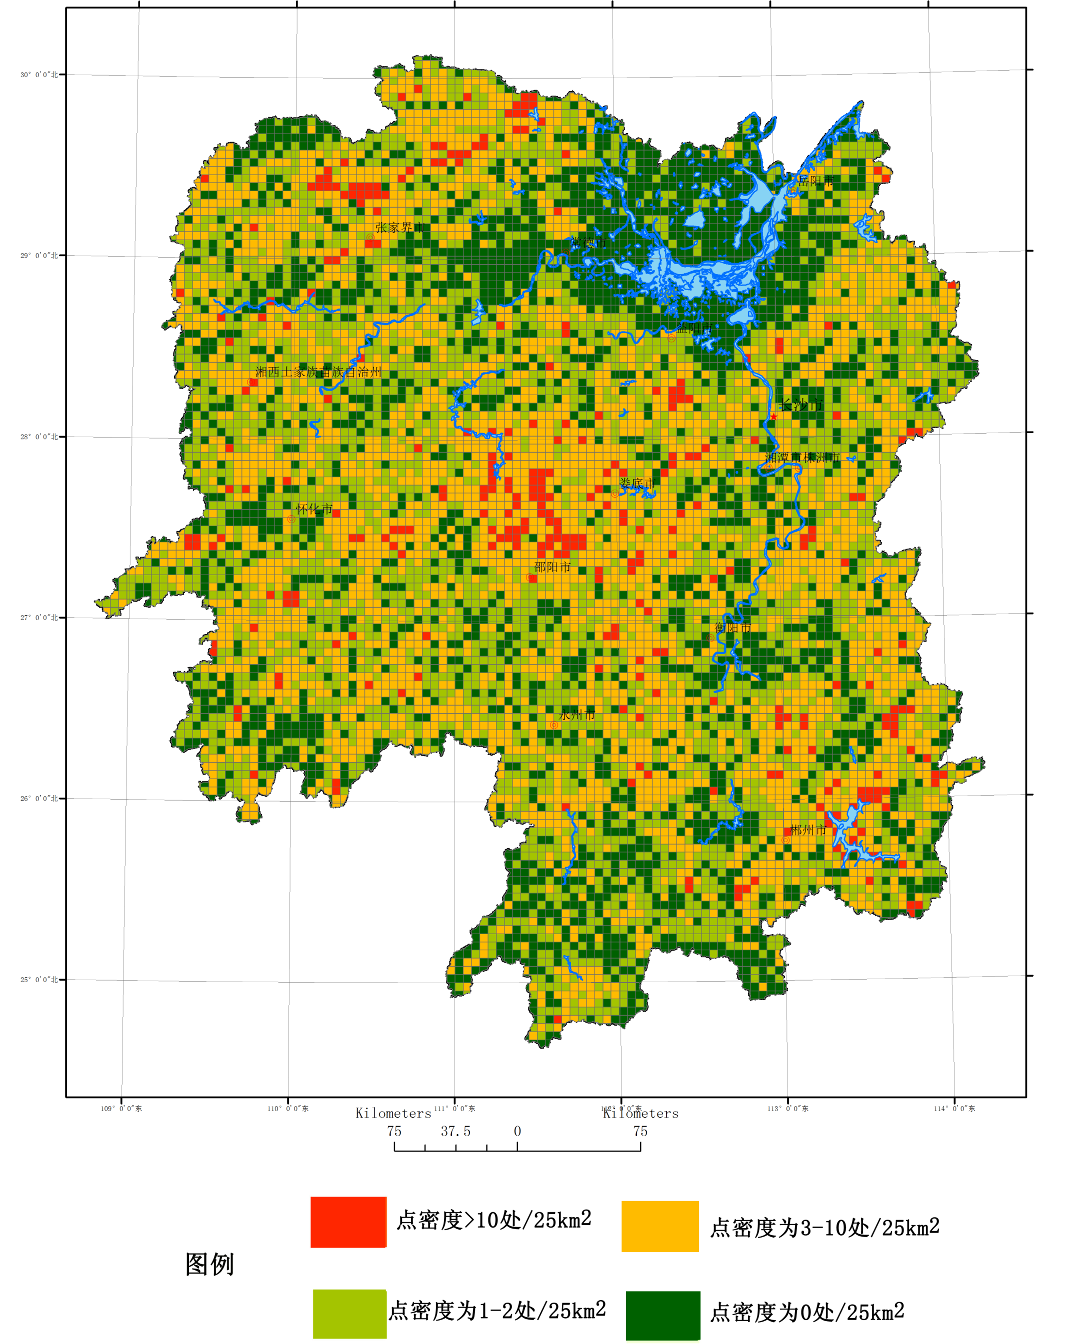 30° 0'0"北
岳阳市
张家界市
常德市
29° 0'0"北
益阳市
湘西土家族苗族自治州
长沙市
28° 0'0"北
湘潭市株洲市
娄底市
怀化市
邵阳市
27° 0'0"北
衡阳市
永州市
26° 0'0"北
郴州市
25° 0'0"北
109° 0'0"东
110° 0'0"东
111° 0'0"东
113° 0'0"东
114° 0'0"东
Kilometers
Kilometers
75 37.5 0 75
点密度>10处/25km2
点密度为3-10处/25km2
图例
点密度为1-2处/25km2
点密度为0处/25km2